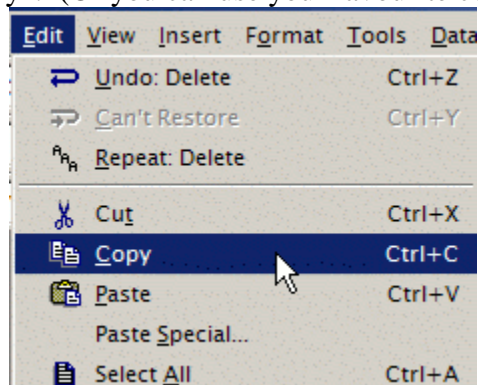 Edit View Insert Format Tools Data
Undo: Delete Ctrl+Z
Can't Restore Ctrl+Y
Repeat: Delete
Cut Ctrl+X
Copy Ctrl+C
Paste Ctrl+V
Paste Special...
Select All Ctrl+A